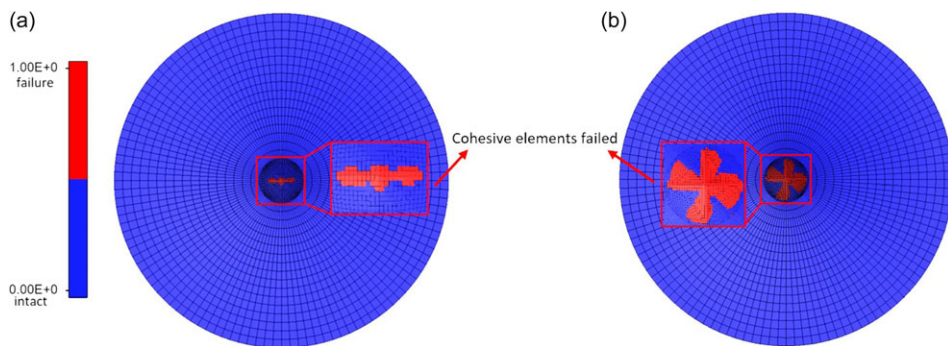 (a)
(b)
1.00E+0
failure
Cohesive elements failed
0.00E+0
intact